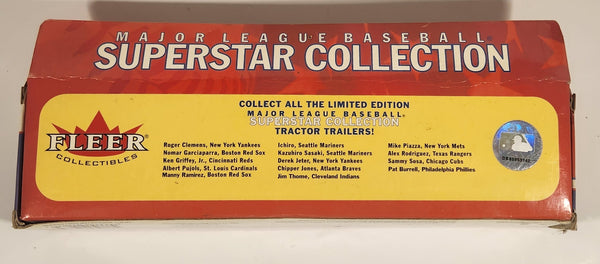 MAJOR LEAGUE BASEBALL
SUPERSTAR COLLECTION
FLEER®
COLLECTIBLES
COLLECT ALL THE LIMITED EDITION
MAJOR LEAGUE BASEBALL®
SUPERSTAR COLLECTION
TRACTOR TRAILERS!
Roger Clemens, New York Yankees
Nomar Garciaparra, Boston Red Sox
Ken Griffey, Jr., Cincinnati Reds
Albert Pujols, St. Louis Cardinals
Manny Ramirez, Boston Red Sox
Ichiro, Seattle Mariners
Kazuhiro Sasaki, Seattle Mariners
Derek Jeter, New York Yankees
Chipper Jones, Atlanta Braves
Jim Thome, Cleveland Indians
Mike Piazza, New York Mets
Alex Rodriguez, Texas Rangers
Sammy Sosa, Chicago Cubs
Pat Burrell, Philadelphia Phillies